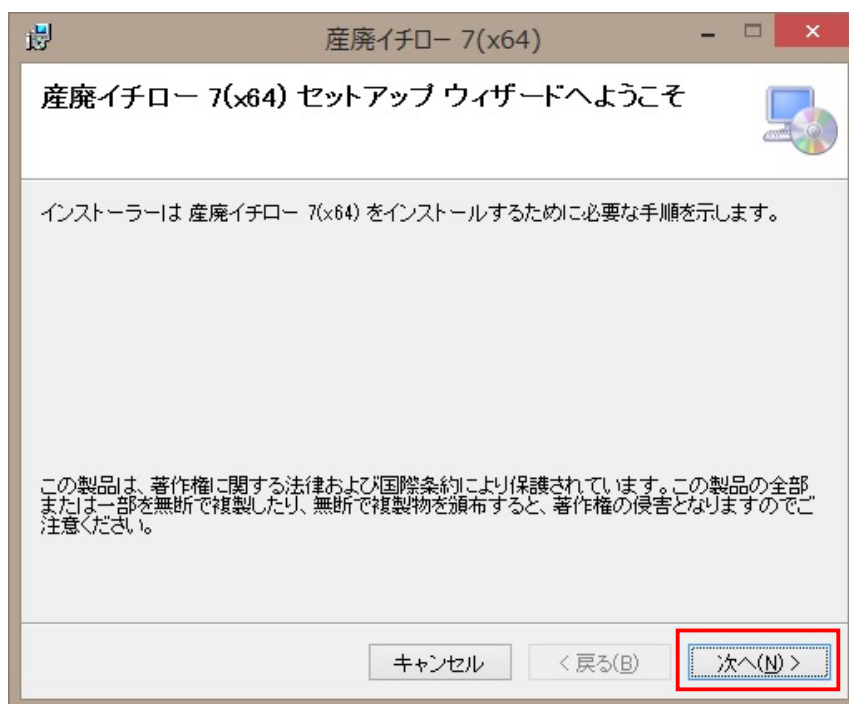 産廃イチロー 7(x64)
産廃イチロー 7(x64) セットアップ ウィザードへようこそ
インストーラーは 産廃イチロー 7(x64) をインストールするために必要な手順を示します。
この製品は、著作権に関する法律および国際条約により保護されています。この製品の全部
または一部を無断で複製したり、無断で複製物を頒布すると、著作権の侵害となりますのでご
注意ください。
キャンセル < 戻る(B) 次へ(N) >